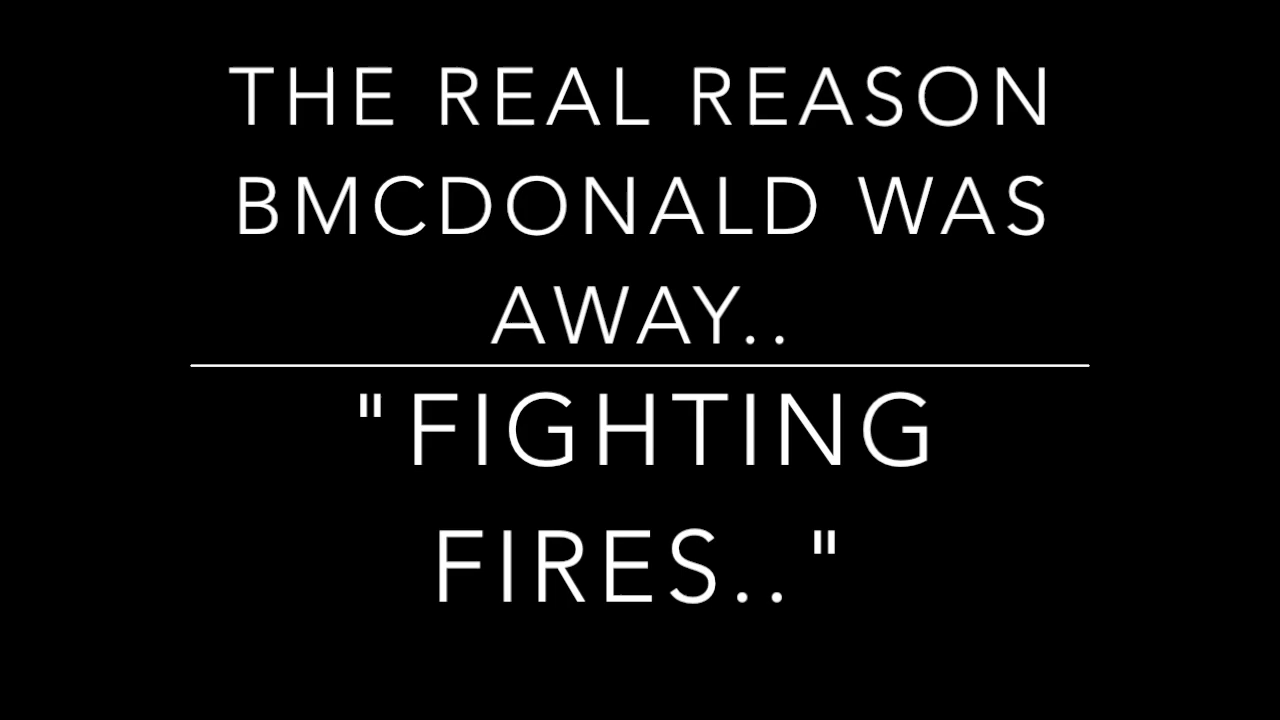 THE REAL REASON
BMCDONALD WAS
AWAY..
"FIGHTING
FIRES.."